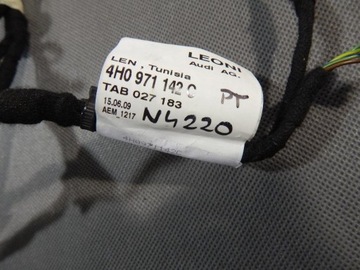 LEONI
LEN . Tunisia Audi AG.
4H0 971 142 C
TAB 027 183 PT
15.06.09 N4220
AEM_1217